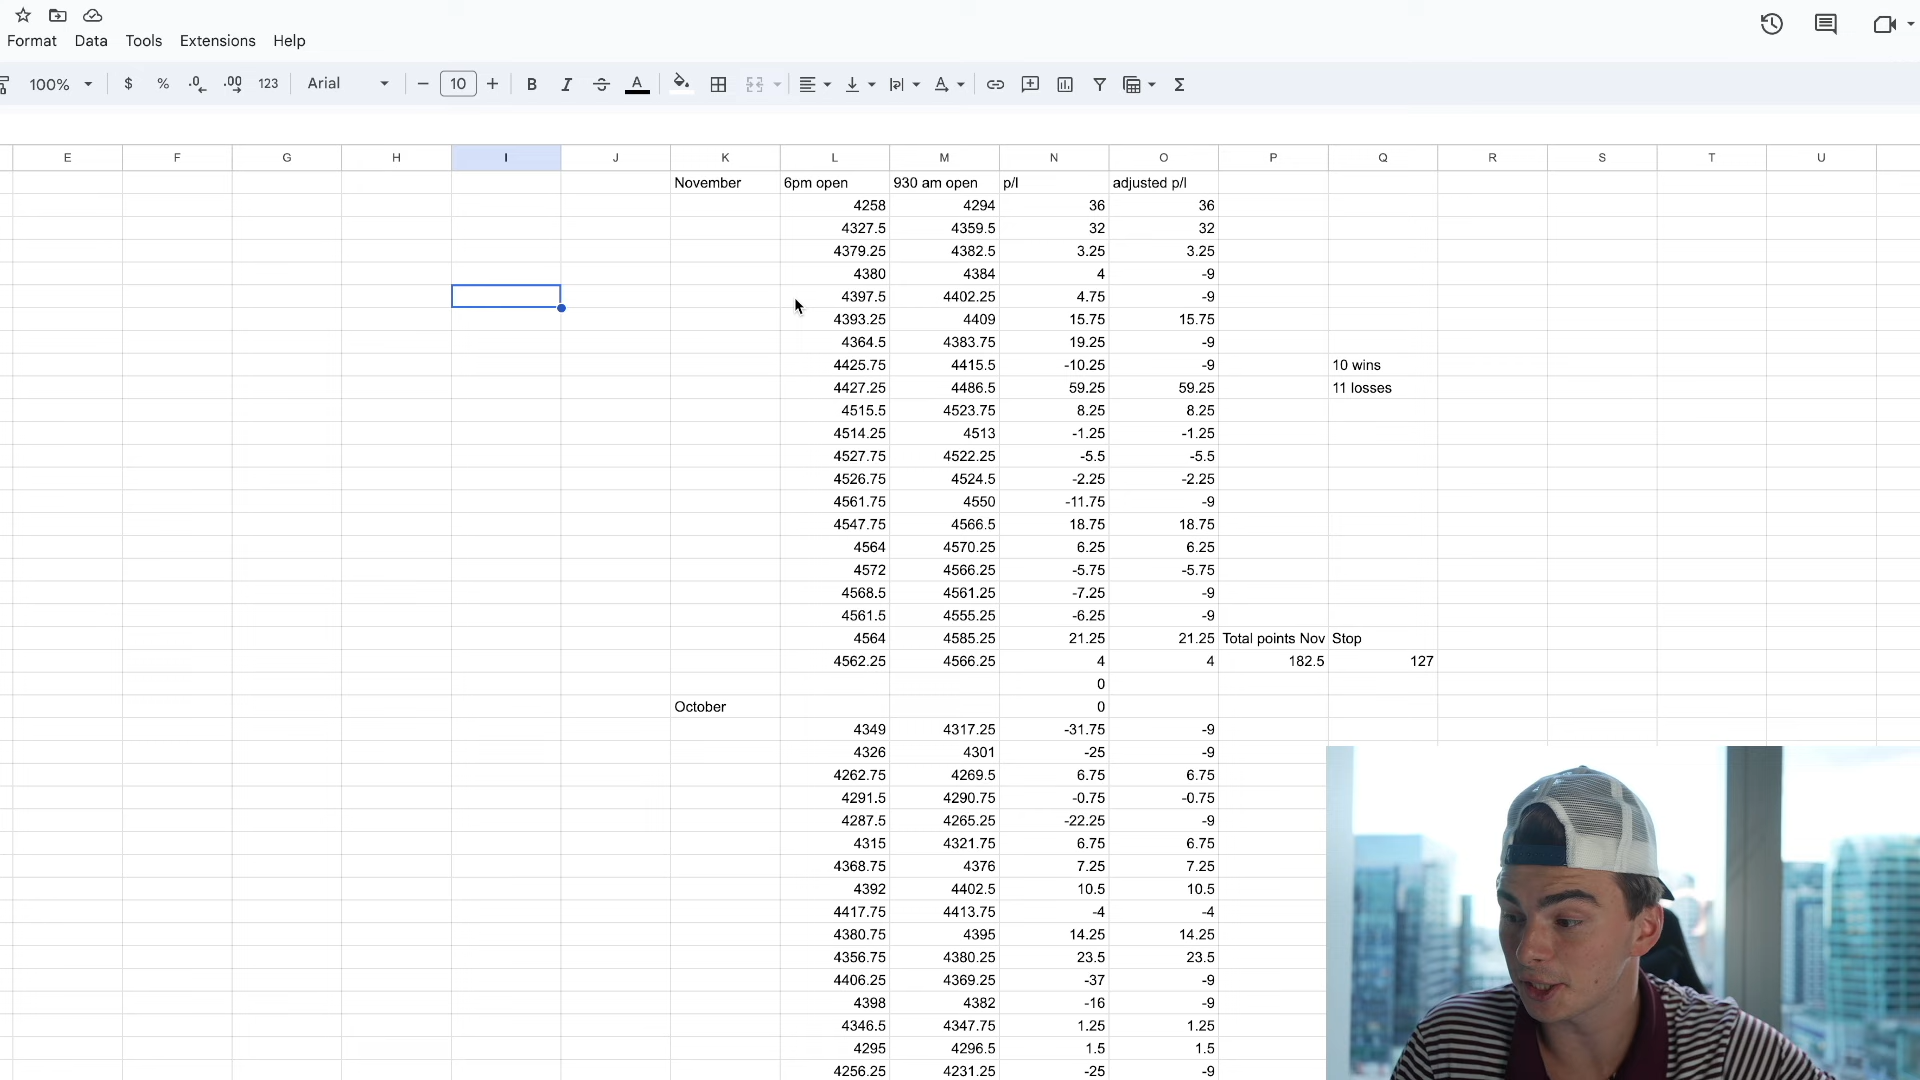 Format Data Tools Extensions Help
100% $ % .0 .00 123 Arial 10 B I S A A Σ
E F G H I J K L M N O P Q R S T U
November 6pm open 930 am open p/l adjusted p/l
4258 4294 36 36
4327.5 4359.5 32 32
4379.25 4382.5 3.25 3.25
4380 4384 4 -9
4397.5 4402.25 4.75 -9
4393.25 4409 15.75 15.75
4364.5 4383.75 19.25 -9
4425.75 4415.5 -10.25 -9 10 wins
4427.25 4486.5 59.25 59.25 11 losses
4515.5 4523.75 8.25 8.25
4514.25 4513 -1.25 -1.25
4527.75 4522.25 -5.5 -5.5
4526.75 4524.5 -2.25 -2.25
4561.75 4550 -11.75 -9
4547.75 4566.5 18.75 18.75
4564 4570.25 6.25 6.25
4572 4566.25 -5.75 -5.75
4568.5 4561.25 -7.25 -9
4561.5 4555.25 -6.25 -9
4564 4585.25 21.25 21.25 Total points Nov Stop
4562.25 4566.25 4 4 182.5 127
0
October 0
4349 4317.25 -31.75 -9
4326 4301 -25 -9
4262.75 4269.5 6.75 6.75
4291.5 4290.75 -0.75 -0.75
4287.5 4265.25 -22.25 -9
4315 4321.75 6.75 6.75
4368.75 4376 7.25 7.25
4392 4402.5 10.5 10.5
4417.75 4413.75 -4 -4
4380.75 4395 14.25 14.25
4356.75 4380.25 23.5 23.5
4406.25 4369.25 -37 -9
4398 4382 -16 -9
4346.5 4347.75 1.25 1.25
4295 4296.5 1.5 1.5
4256.25 4231.25 -25 -9